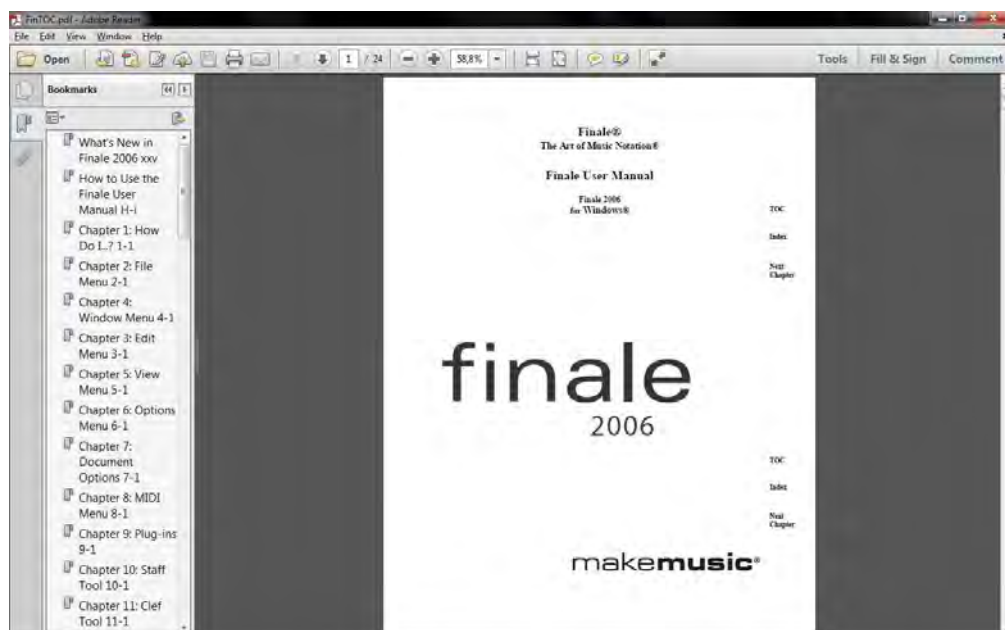 FinTOC.pdf - Adobe Reader
File Edit View Window Help
Open 1 / 24 58,8% Tools Fill & Sign Comment
Bookmarks
What's New in
Finale 2006 xxv
How to Use the
Finale User
Manual H-i
Chapter 1: How
Do I..? 1-1
Chapter 2: File
Menu 2-1
Chapter 4:
Window Menu 4-1
Chapter 3: Edit
Menu 3-1
Chapter 5: View
Menu 5-1
Chapter 6: Options
Menu 6-1
Chapter 7:
Document
Options 7-1
Chapter 8: MIDI
Menu 8-1
Chapter 9: Plug-ins
9-1
Chapter 10: Staff
Tool 10-1
Chapter 11: Clef
Tool 11-1
Finale®
The Art of Music Notation®
Finale User Manual
Finale 2006
for Windows®
TOC
Index
Next
Chapter
finale
2006
TOC
Index
Next
Chapter
makemusic®